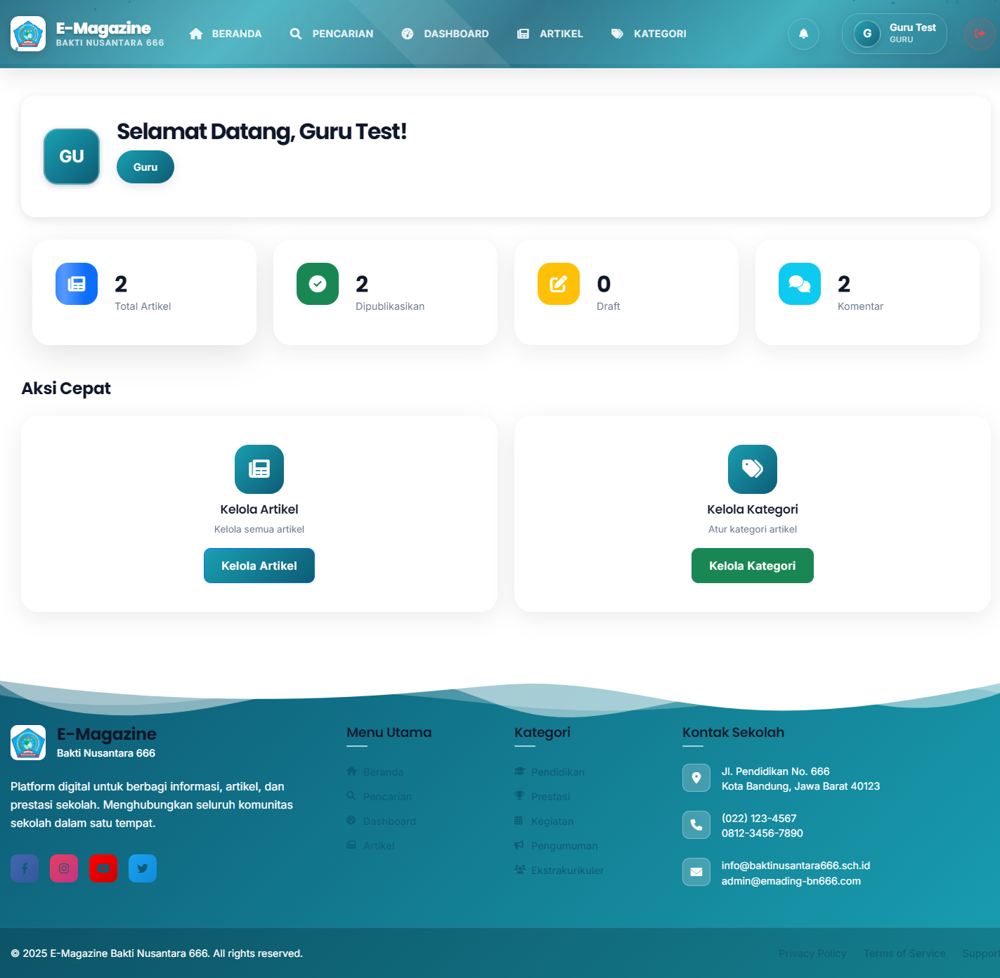 E-Magazine
BAKTI NUSANTARA 666
BERANDA
PENCARIAN
DASHBOARD
ARTIKEL
KATEGORI
G
Guru Test
GURU
GU
Selamat Datang, Guru Test!
Guru
2
Total Artikel
2
Dipublikasikan
0
Draft
2
Komentar
Aksi Cepat
Kelola Artikel
Kelola semua artikel
Kelola Artikel
Kelola Kategori
Atur kategori artikel
Kelola Kategori
E-Magazine
Bakti Nusantara 666
Platform digital untuk berbagi informasi, artikel, dan
prestasi sekolah. Menghubungkan seluruh komunitas
sekolah dalam satu tempat.
Menu Utama
Beranda
Pencarian
Dashboard
Artikel
Kategori
Pendidikan
Prestasi
Kegiatan
Pengumuman
Ekstrakurikuler
Kontak Sekolah
Jl. Pendidikan No. 666
Kota Bandung, Jawa Barat 40123
(022) 123-4567
0812-3456-7890
info@baktinusantara666.sch.id
admin@emading-bn666.com
© 2025 E-Magazine Bakti Nusantara 666. All rights reserved.
Privacy Policy
Terms of Service
Support